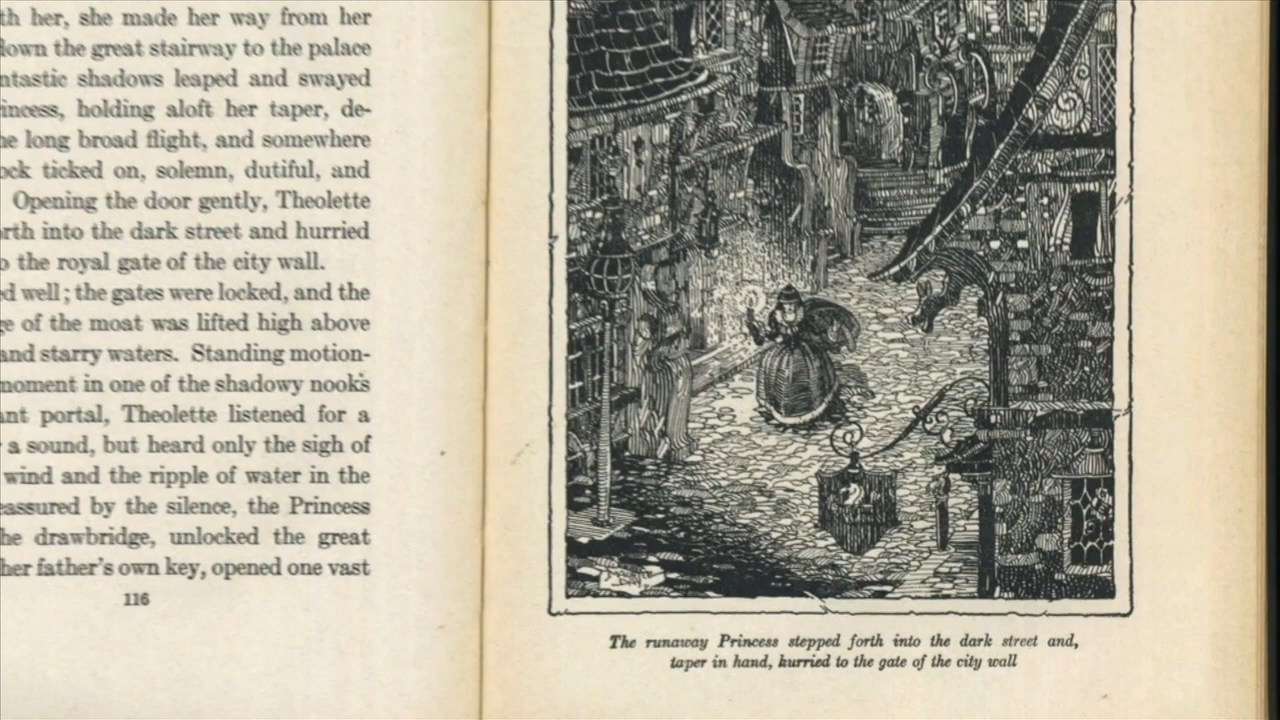 th her, she made her way from her
down the great stairway to the palace
ntastic shadows leaped and swayed
incess, holding aloft her taper, de-
he long broad flight, and somewhere
ock ticked on, solemn, dutiful, and
Opening the door gently, Theolette
rth into the dark street and hurried
o the royal gate of the city wall.
ed well; the gates were locked, and the
ge of the moat was lifted high above
and starry waters. Standing motion-
moment in one of the shadowy nooks
ant portal, Theolette listened for a
a sound, but heard only the sigh of
wind and the ripple of water in the
eassured by the silence, the Princess
he drawbridge, unlocked the great
her father's own key, opened one vast
116
The runaway Princess stepped forth into the dark street and,
taper in hand, hurried to the gate of the city wall